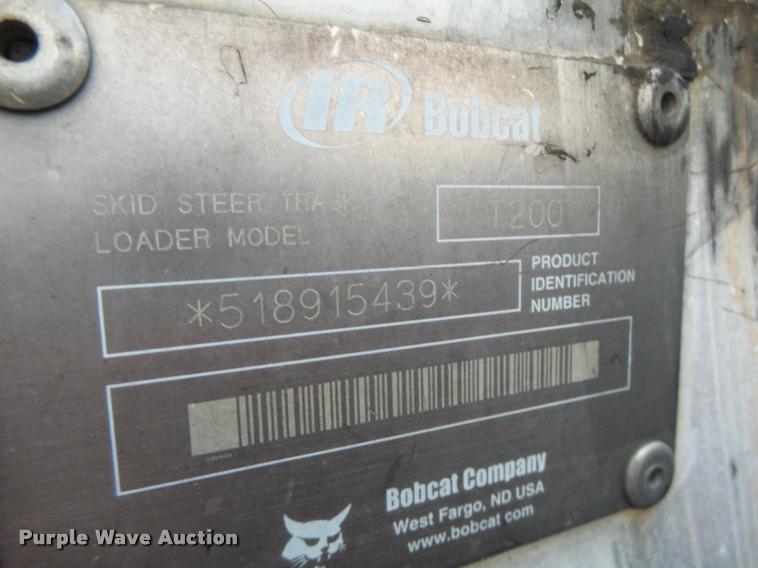 IR Bobcat
SKID STEER TRACK
LOADER MODEL
T200
*518915439*
PRODUCT
IDENTIFICATION
NUMBER
Bobcat Company
West Fargo, ND USA
www.bobcat com
Purple Wave Auction